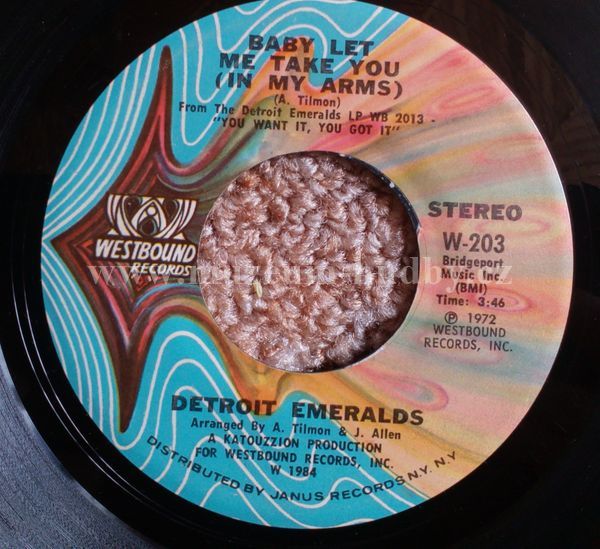 BABY LET
ME TAKE YOU
(IN MY ARMS)
(A. Tilmon)
From The Detroit Emeralds LP WB 2013 -
"YOU WANT IT, YOU GOT IT"
WESTBOUND
RECORDS
STEREO
W-203
Bridgeport
Music Inc.
(BMI)
Time: 3:46
℗ 1972
WESTBOUND
RECORDS, INC.
DETROIT EMERALDS
Arranged By A. Tilmon & J. Allen
A KATOUZZION PRODUCTION
FOR WESTBOUND RECORDS, INC.
W 1984
DISTRIBUTED BY JANUS RECORDS N.Y. N.Y